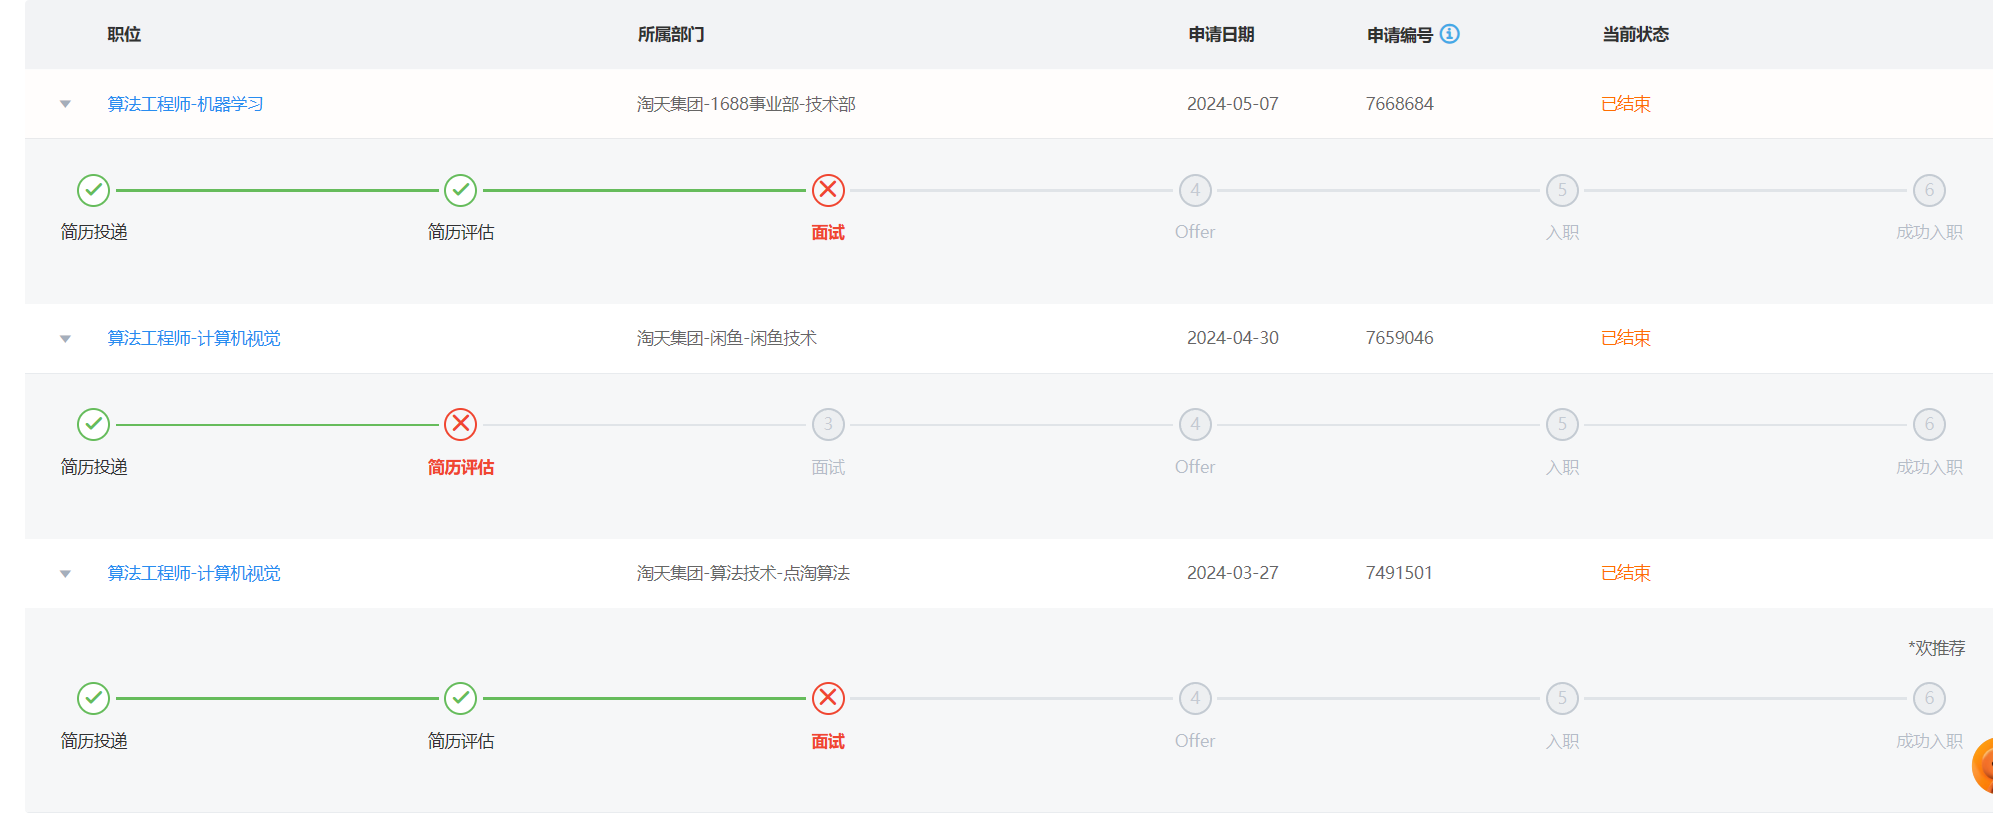 职位 所属部门 申请日期 申请编号 当前状态
算法工程师-机器学习 淘天集团-1688事业部-技术部 2024-05-07 7668684 已结束
4 5 6
简历投递 简历评估 面试 Offer 入职 成功入职
算法工程师-计算机视觉 淘天集团-闲鱼-闲鱼技术 2024-04-30 7659046 已结束
3 4 5 6
简历投递 简历评估 面试 Offer 入职 成功入职
算法工程师-计算机视觉 淘天集团-算法技术-点淘算法 2024-03-27 7491501 已结束
*欢推荐
4 5 6
简历投递 简历评估 面试 Offer 入职 成功入职